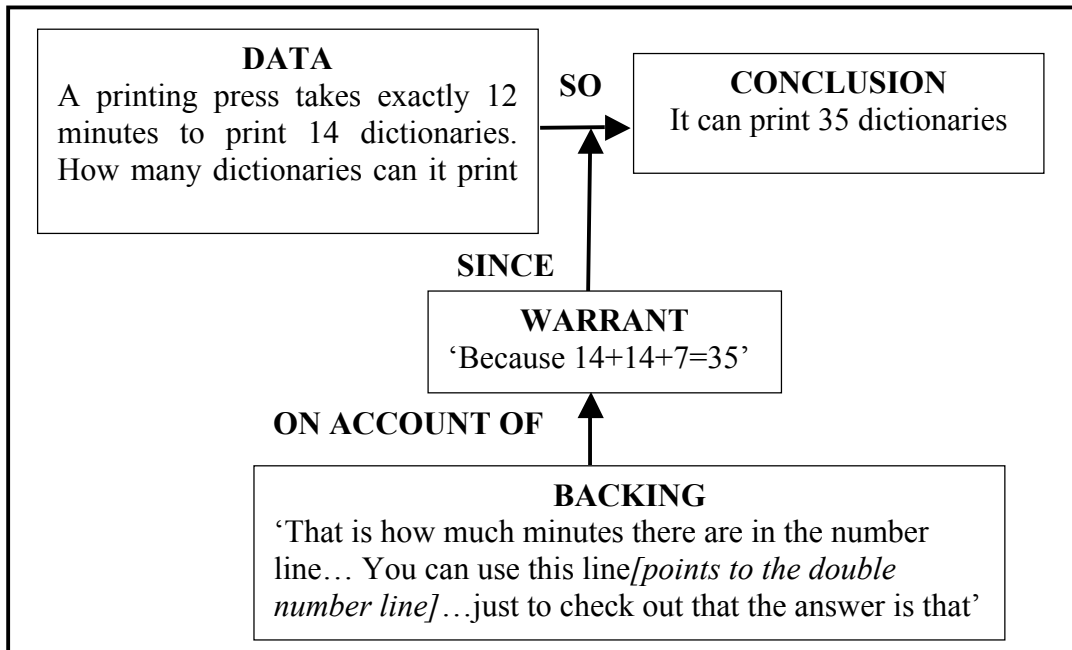 DATA
A printing press takes exactly 12
minutes to print 14 dictionaries.
How many dictionaries can it print
SO
CONCLUSION
It can print 35 dictionaries
SINCE
WARRANT
‘Because 14+14+7=35’
ON ACCOUNT OF
BACKING
‘That is how much minutes there are in the number
line… You can use this line[points to the double
number line]…just to check out that the answer is that’